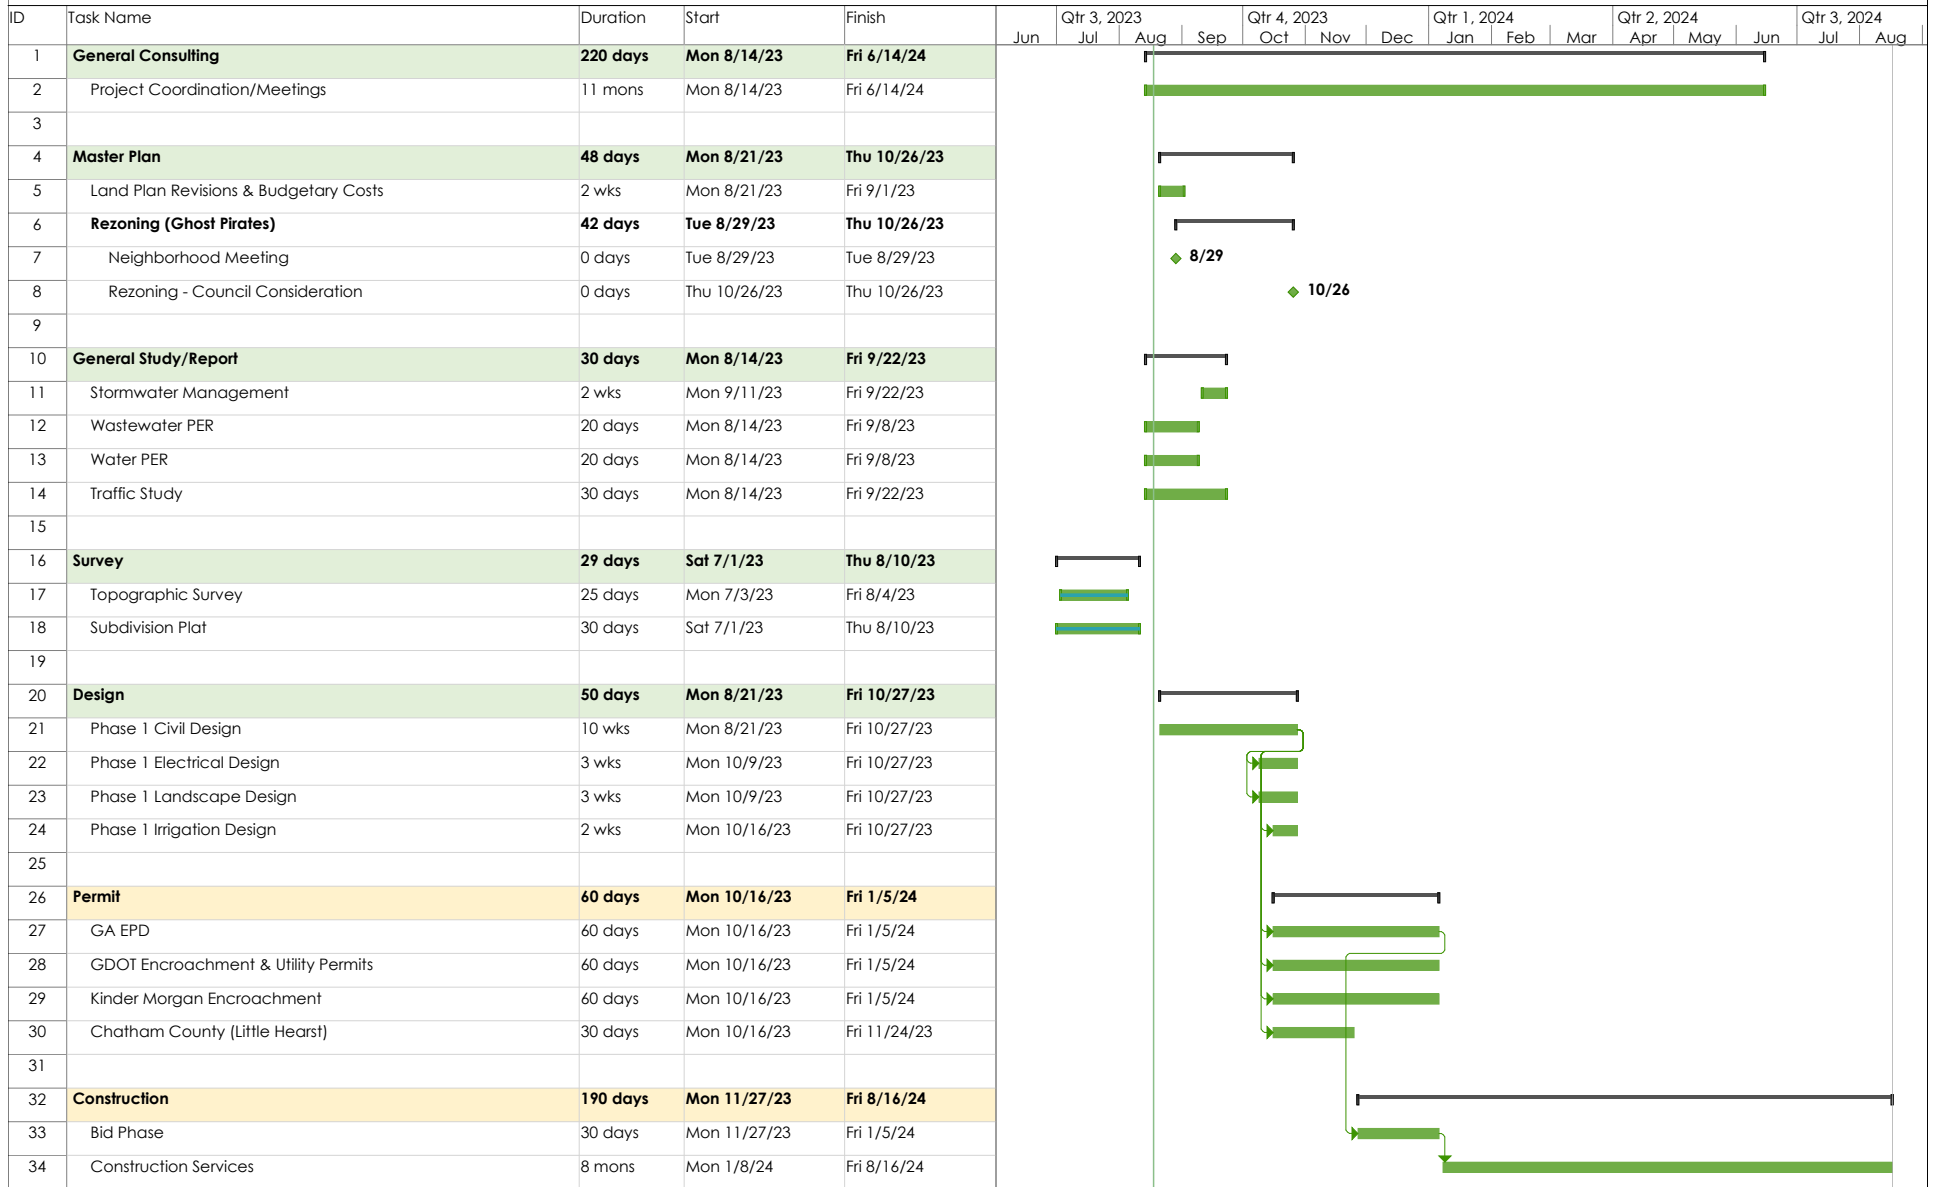 ID Task Name Duration Start Finish Qtr 3, 2023 Qtr 4, 2023 Qtr 1, 2024 Qtr 2, 2024 Qtr 3, 2024
Jun Jul Aug Sep Oct Nov Dec Jan Feb Mar Apr May Jun Jul Aug
1 General Consulting 220 days Mon 8/14/23 Fri 6/14/24
2 Project Coordination/Meetings 11 mons Mon 8/14/23 Fri 6/14/24
3
4 Master Plan 48 days Mon 8/21/23 Thu 10/26/23
5 Land Plan Revisions & Budgetary Costs 2 wks Mon 8/21/23 Fri 9/1/23
6 Rezoning (Ghost Pirates) 42 days Tue 8/29/23 Thu 10/26/23
7 Neighborhood Meeting 0 days Tue 8/29/23 Tue 8/29/23 8/29
8 Rezoning - Council Consideration 0 days Thu 10/26/23 Thu 10/26/23 10/26
9
10 General Study/Report 30 days Mon 8/14/23 Fri 9/22/23
11 Stormwater Management 2 wks Mon 9/11/23 Fri 9/22/23
12 Wastewater PER 20 days Mon 8/14/23 Fri 9/8/23
13 Water PER 20 days Mon 8/14/23 Fri 9/8/23
14 Traffic Study 30 days Mon 8/14/23 Fri 9/22/23
15
16 Survey 29 days Sat 7/1/23 Thu 8/10/23
17 Topographic Survey 25 days Mon 7/3/23 Fri 8/4/23
18 Subdivision Plat 30 days Sat 7/1/23 Thu 8/10/23
19
20 Design 50 days Mon 8/21/23 Fri 10/27/23
21 Phase 1 Civil Design 10 wks Mon 8/21/23 Fri 10/27/23
22 Phase 1 Electrical Design 3 wks Mon 10/9/23 Fri 10/27/23
23 Phase 1 Landscape Design 3 wks Mon 10/9/23 Fri 10/27/23
24 Phase 1 Irrigation Design 2 wks Mon 10/16/23 Fri 10/27/23
25
26 Permit 60 days Mon 10/16/23 Fri 1/5/24
27 GA EPD 60 days Mon 10/16/23 Fri 1/5/24
28 GDOT Encroachment & Utility Permits 60 days Mon 10/16/23 Fri 1/5/24
29 Kinder Morgan Encroachment 60 days Mon 10/16/23 Fri 1/5/24
30 Chatham County (Little Hearst) 30 days Mon 10/16/23 Fri 11/24/23
31
32 Construction 190 days Mon 11/27/23 Fri 8/16/24
33 Bid Phase 30 days Mon 11/27/23 Fri 1/5/24
34 Construction Services 8 mons Mon 1/8/24 Fri 8/16/24